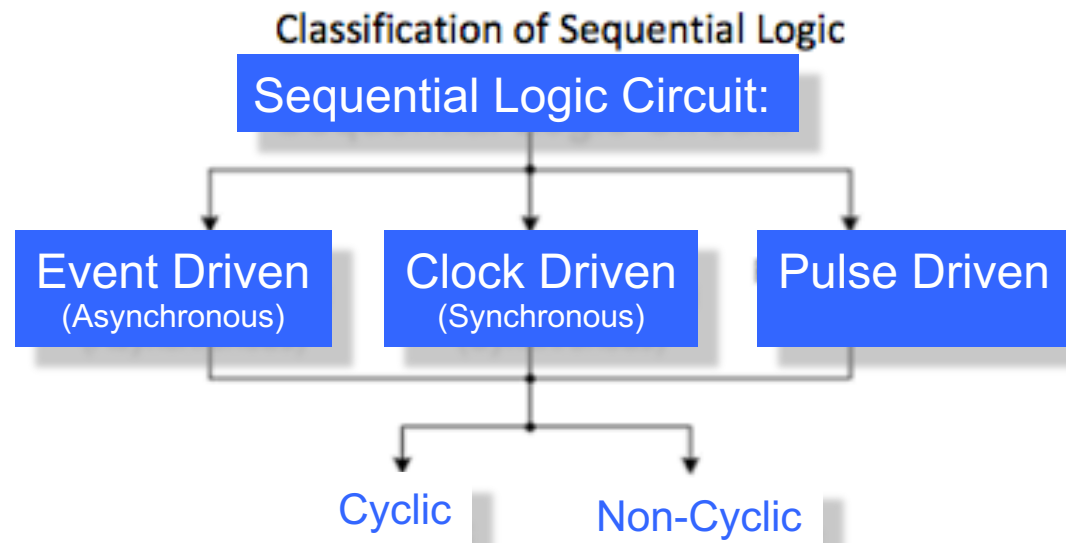 Classification of Sequential Logic
Sequential Logic Circuit:
Event Driven
(Asynchronous)
Clock Driven
(Synchronous)
Pulse Driven
Cyclic
Non-Cyclic